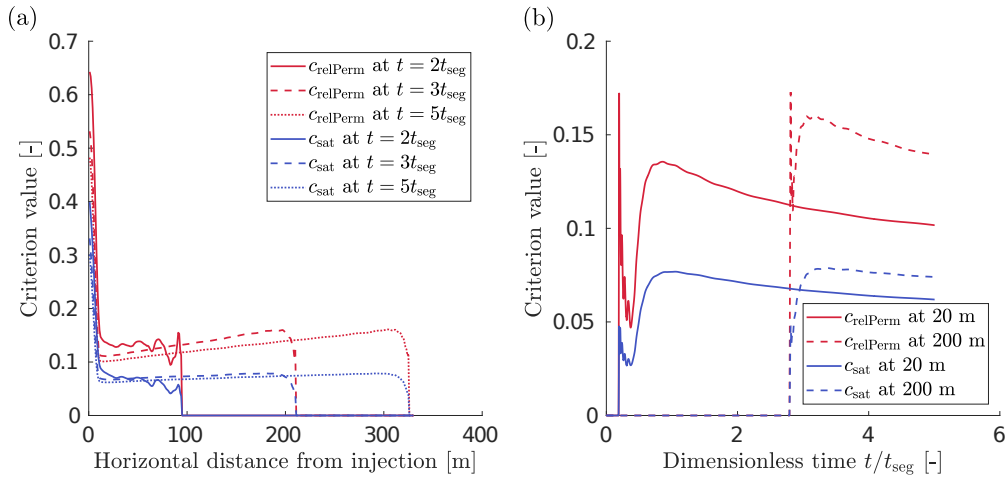 (a)
0.7
0.6
0.5
0.4
0.3
0.2
0.1
0
Criterion value [-]
c_relPerm at t = 2t_seg
c_relPerm at t = 3t_seg
c_relPerm at t = 5t_seg
c_sat at t = 2t_seg
c_sat at t = 3t_seg
c_sat at t = 5t_seg
0 100 200 300 400
Horizontal distance from injection [m]
(b)
0.2
0.15
0.1
0.05
0
Criterion value [-]
c_relPerm at 20 m
c_relPerm at 200 m
c_sat at 20 m
c_sat at 200 m
0 2 4 6
Dimensionless time t/t_seg [-]